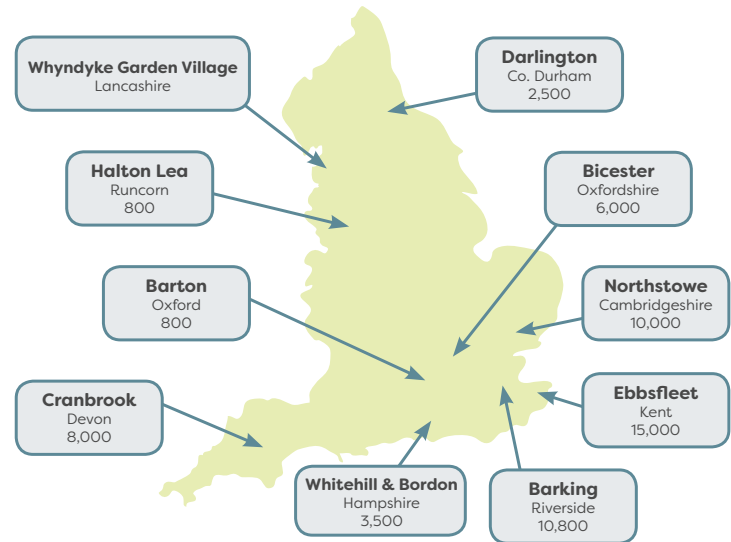 Whyndyke Garden Village
Lancashire
Darlington
Co. Durham
2,500
Halton Lea
Runcorn
800
Bicester
Oxfordshire
6,000
Barton
Oxford
800
Northstowe
Cambridgeshire
10,000
Cranbrook
Devon
8,000
Ebbsfleet
Kent
15,000
Whitehill & Bordon
Hampshire
3,500
Barking
Riverside
10,800